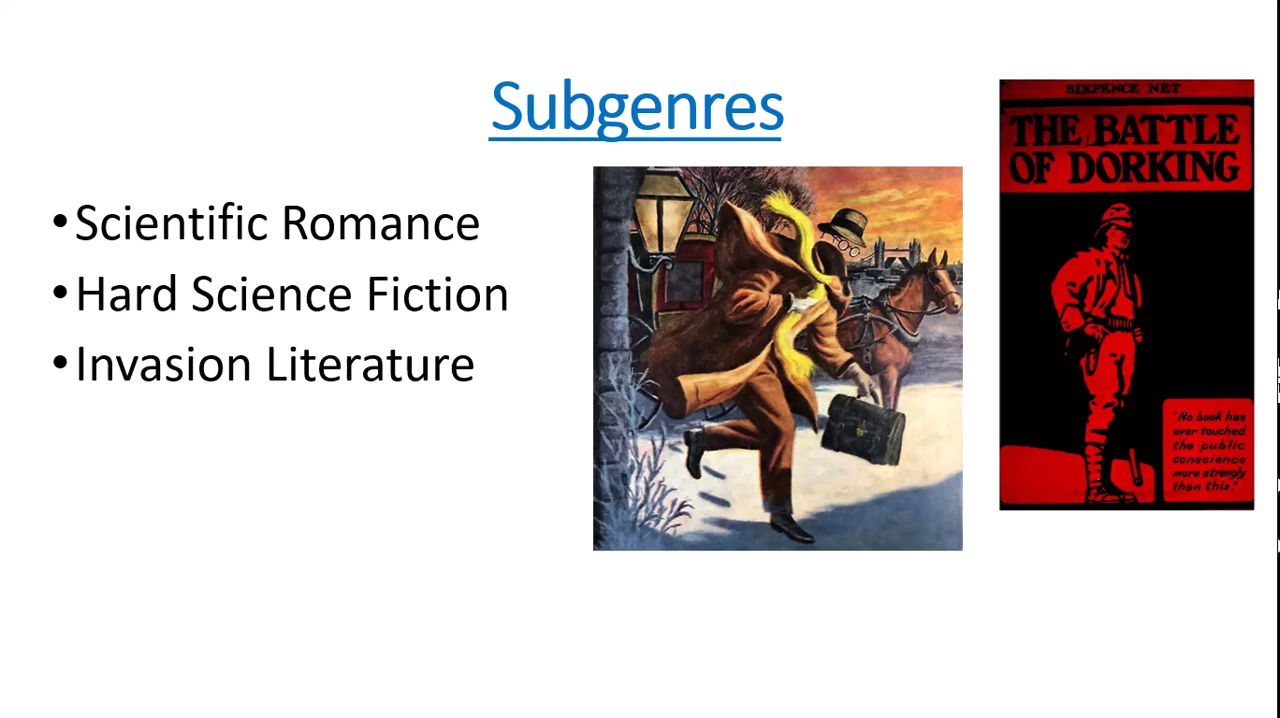 Subgenres
•Scientific Romance
•Hard Science Fiction
•Invasion Literature
SIXPENCE NET
THE BATTLE
OF DORKING
"No book has
ever touched
the public
conscience
more strongly
than this."